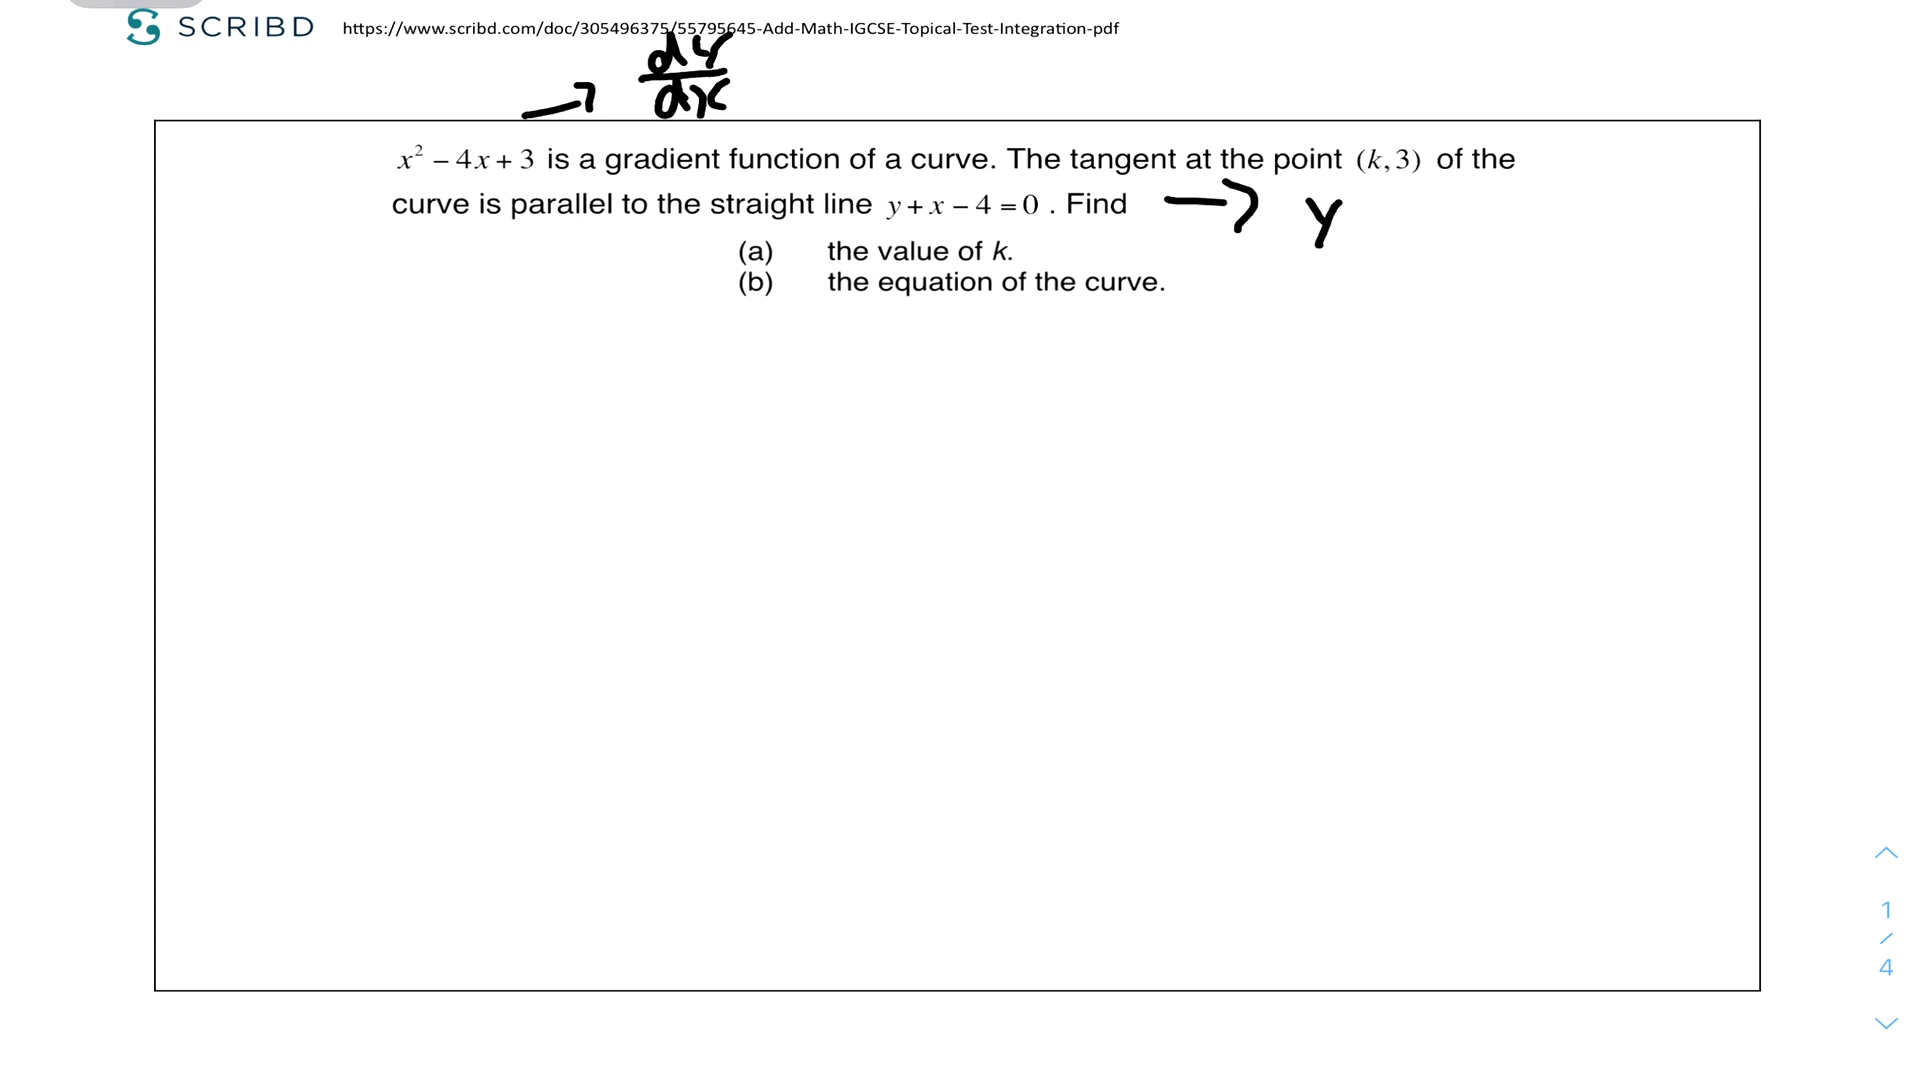 SCRIBD https://www.scribd.com/doc/305496375/55795645-Add-Math-IGCSE-Topical-Test-Integration-pdf
dy
dx
x² – 4x + 3 is a gradient function of a curve. The tangent at the point (k, 3) of the
curve is parallel to the straight line y + x – 4 = 0 . Find → y
(a) the value of k.
(b) the equation of the curve.
1
/
4